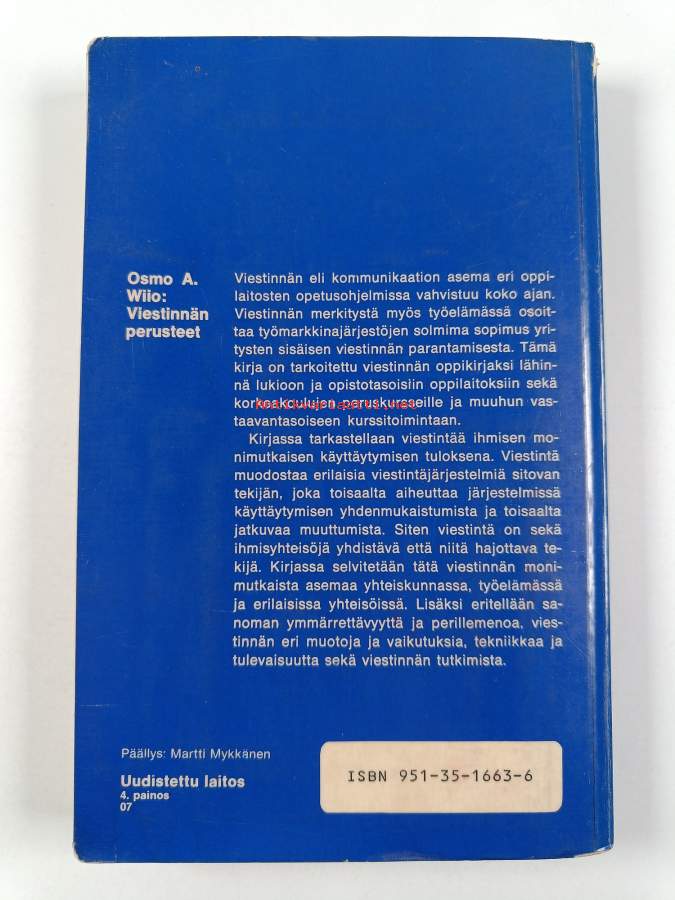 Osmo A.
Wiio:
Viestinnän
perusteet
Viestinnän eli kommunikaation asema eri oppi-
laitosten opetusohjelmissa vahvistuu koko ajan.
Viestinnän merkitystä myös työelämässä osoit-
taa työmarkkinajärjestöjen solmima sopimus yri-
tysten sisäisen viestinnän parantamisesta. Tämä
kirja on tarkoitettu viestinnän oppikirjaksi lähin-
nä lukioon ja opistotasoisiin oppilaitoksiin sekä
korkeakoulujen peruskursseille ja muuhun vas-
taavantasoiseen kurssitoimintaan.
Kirjassa tarkastellaan viestintää ihmisen mo-
nimutkaisen käyttäytymisen tuloksena. Viestintä
muodostaa erilaisia viestintäjärjestelmiä sitovan
tekijän, joka toisaalta aiheuttaa järjestelmissä
käyttäytymisen yhdenmukaistumista ja toisaalta
jatkuvaa muuttumista. Siten viestintä on sekä
ihmisyhteisöjä yhdistävä että niitä hajottava te-
kijä. Kirjassa selvitetään tätä viestinnän moni-
mutkaista asemaa yhteiskunnassa, työelämässä
ja erilaisissa yhteisöissä. Lisäksi eritellään sa-
noman ymmärrettävyyttä ja perillemenoa, vies-
tinnän eri muotoja ja vaikutuksia, tekniikkaa ja
tulevaisuutta sekä viestinnän tutkimista.
Päällys: Martti Mykkänen
Uudistettu laitos
4. painos
07
ISBN 951-35-1663-6